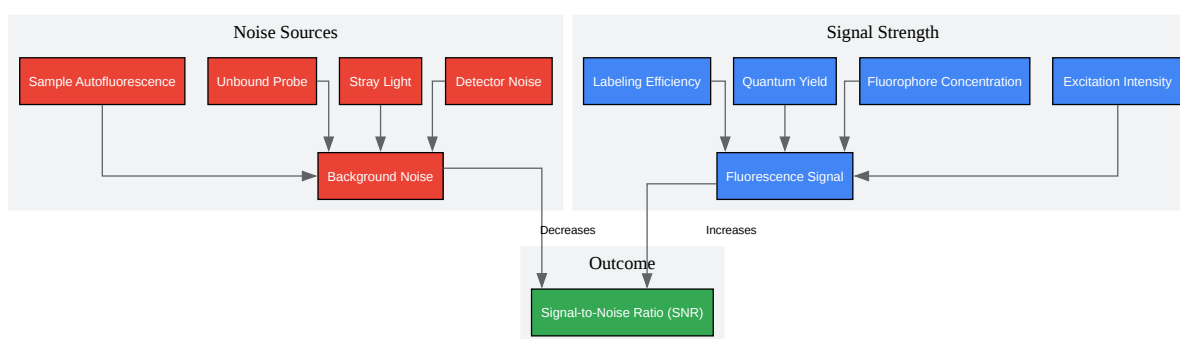 Noise Sources
Signal Strength
Sample Autofluorescence
Unbound Probe
Stray Light
Detector Noise
Labeling Efficiency
Quantum Yield
Fluorophore Concentration
Excitation Intensity
Background Noise
Fluorescence Signal
Decreases
Increases
Outcome
Signal-to-Noise Ratio (SNR)